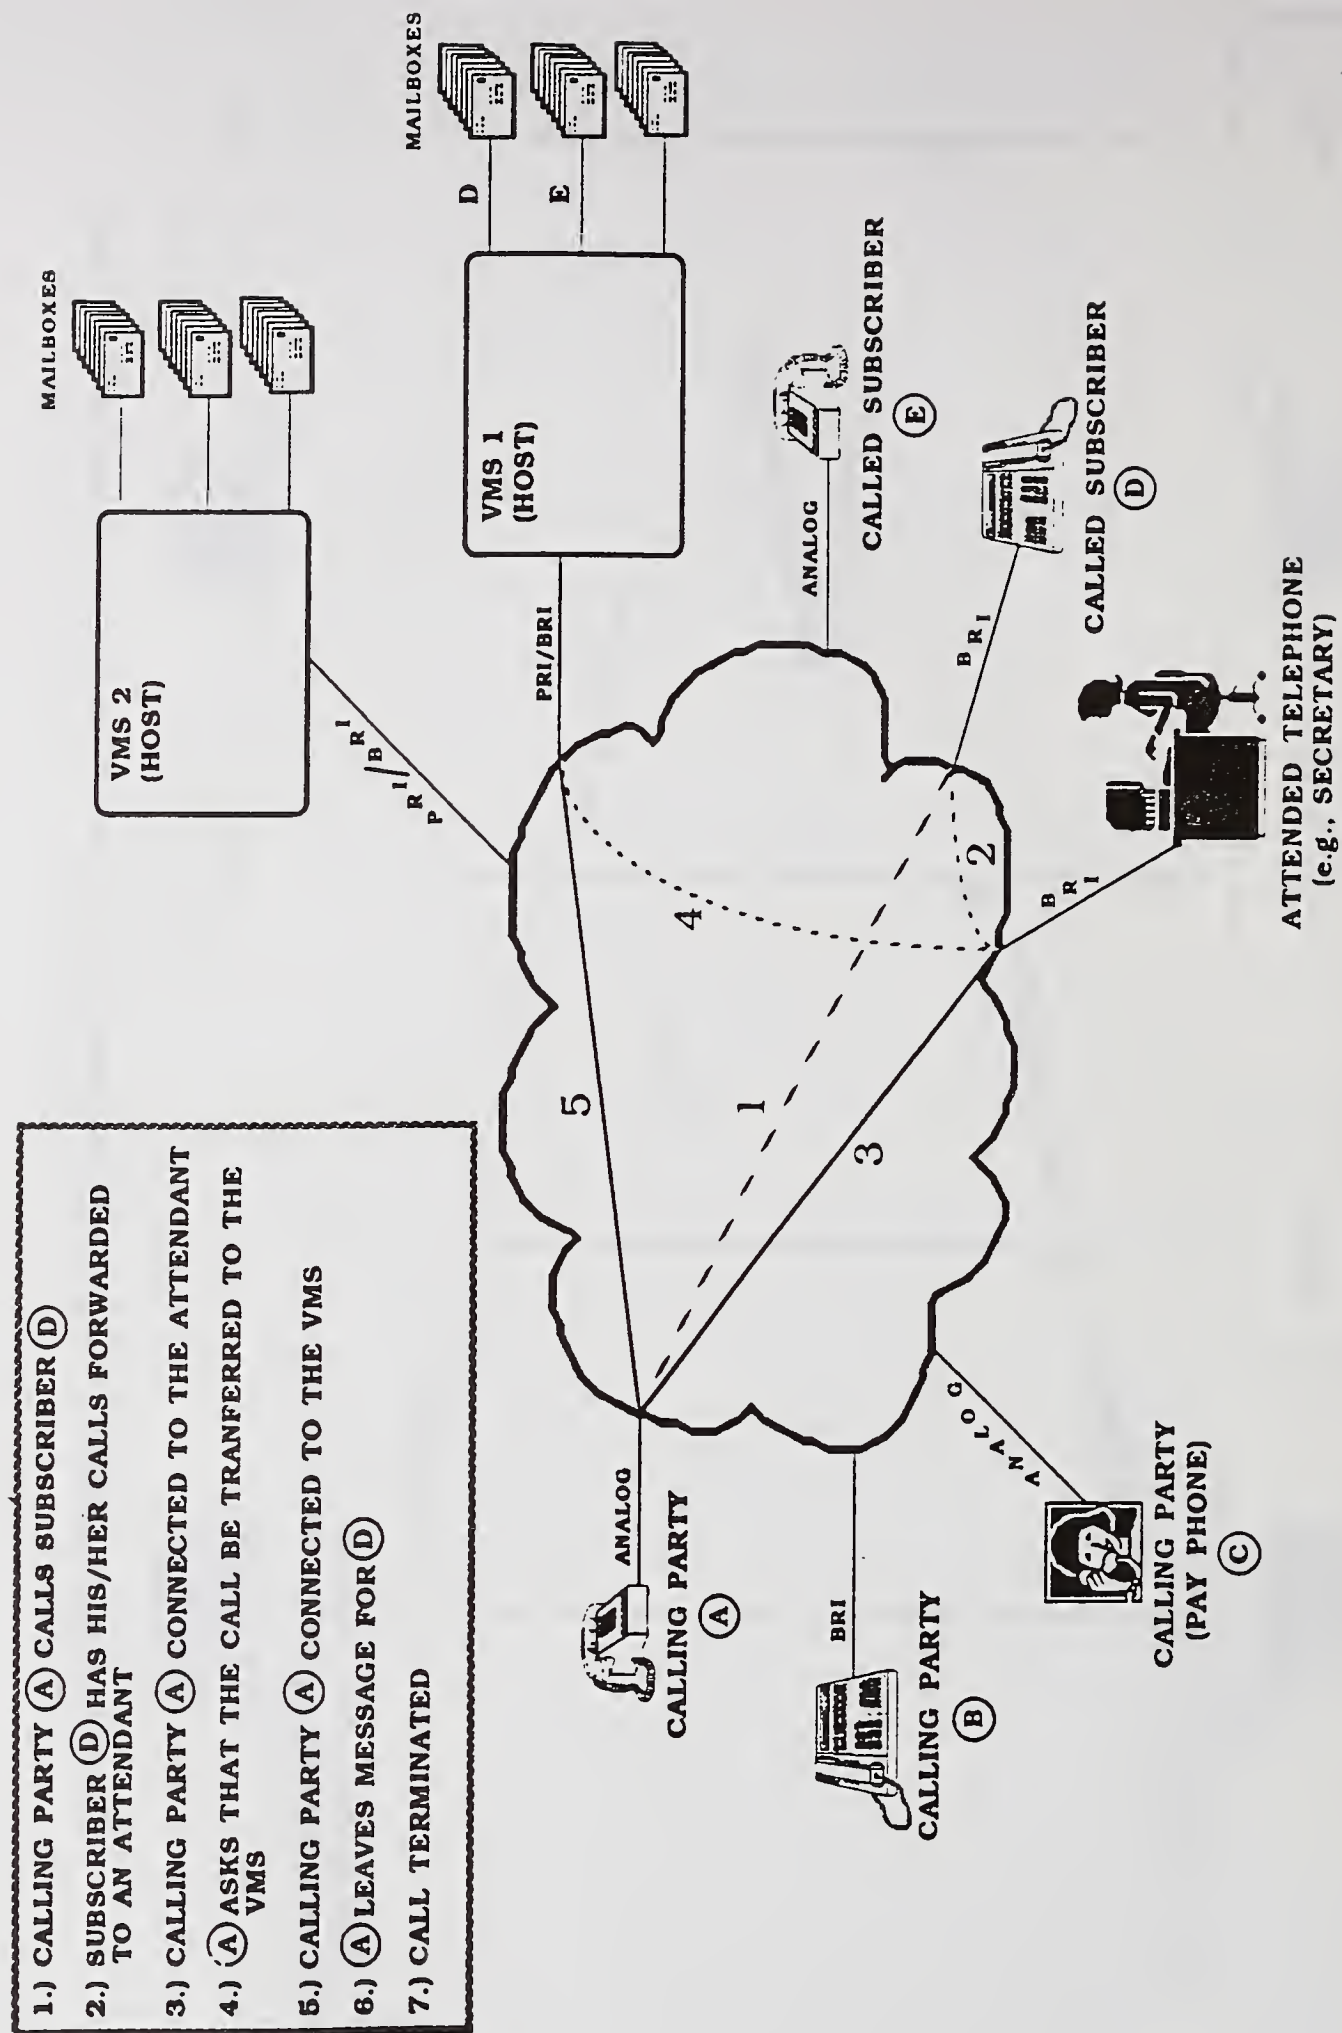 1.) CALLING PARTY (A) CALLS SUBSCRIBER (D)
2.) SUBSCRIBER (D) HAS HIS/HER CALLS FORWARDED
TO AN ATTENDANT
3.) CALLING PARTY (A) CONNECTED TO THE ATTENDANT
4.) (A) ASKS THAT THE CALL BE TRANFERRED TO THE
VMS
5.) CALLING PARTY (A) CONNECTED TO THE VMS
6.) (A) LEAVES MESSAGE FOR (D)
7.) CALL TERMINATED
MAILBOXES
VMS 2
(HOST)
PRI/BRI
MAILBOXES
D
E
VMS 1
(HOST)
PRI/BRI
ANALOG
CALLING PARTY
(A)
5
4
1
3
2
ANALOG
CALLED SUBSCRIBER
(E)
BRI
CALLING PARTY
(B)
BRI
CALLED SUBSCRIBER
(D)
ANALOG
CALLING PARTY
(PAY PHONE)
(C)
BRI
ATTENDED TELEPHONE
(e.g., SECRETARY)